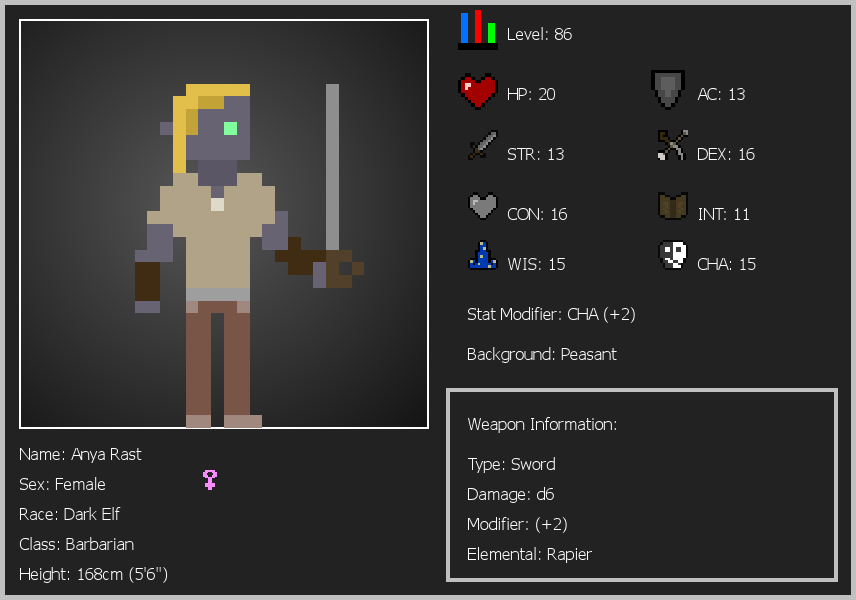 Level: 86
HP: 20
AC: 13
STR: 13
DEX: 16
CON: 16
INT: 11
WIS: 15
CHA: 15
Stat Modifier: CHA (+2)
Background: Peasant
Weapon Information:
Type: Sword
Damage: d6
Modifier: (+2)
Elemental: Rapier
Name: Anya Rast
Sex: Female
Race: Dark Elf
Class: Barbarian
Height: 168cm (5'6")